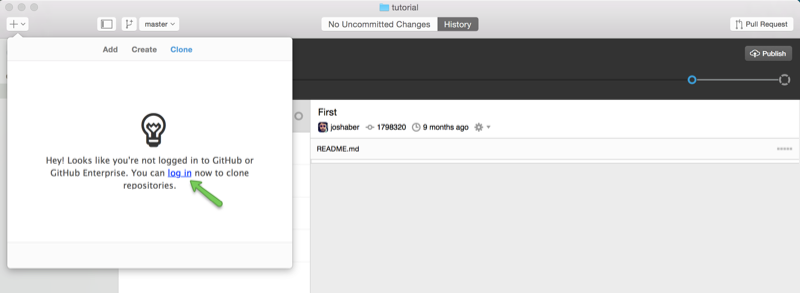 tutorial
master
No Uncommitted Changes
History
Pull Request
Add
Create
Clone
Publish
Hey! Looks like you're not logged in to GitHub or
GitHub Enterprise. You can log in now to clone
repositories.
First
joshaber
1798320
9 months ago
README.md